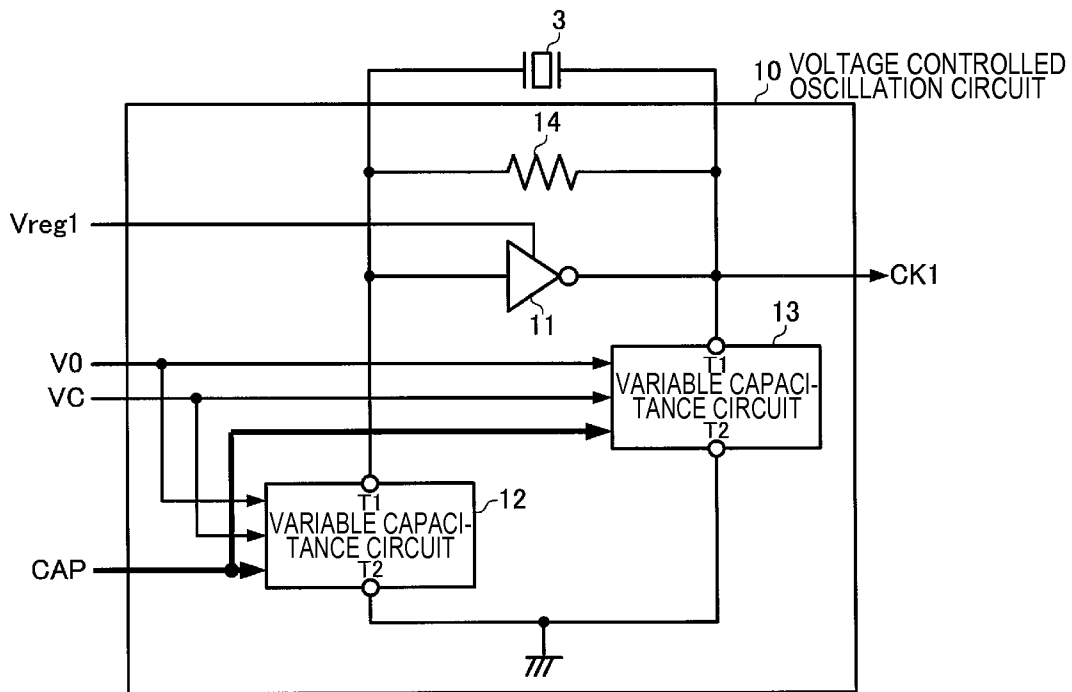 3
10 VOLTAGE CONTROLLED
OSCILLATION CIRCUIT
14
Vreg1
11
CK1
13
V0
T1
VC
VARIABLE CAPACI-
TANCE CIRCUIT
T2
12
T1
VARIABLE CAPACI-
TANCE CIRCUIT
CAP
T2